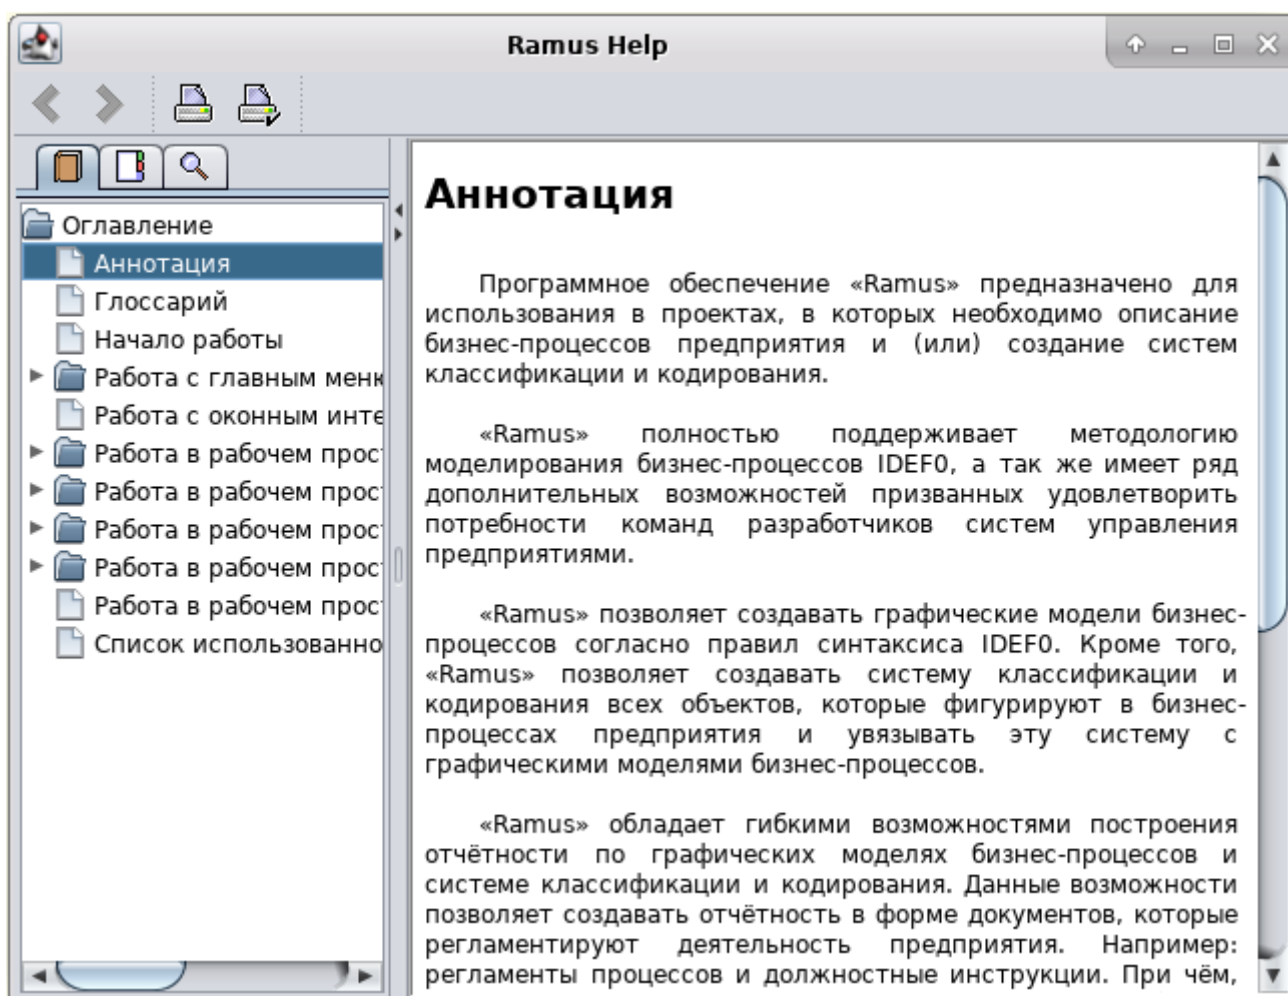 Ramus Help
Оглавление
Аннотация
Глоссарий
Начало работы
Работа с главным меню
Работа с оконным инте
Работа в рабочем прос
Работа в рабочем прос
Работа в рабочем прос
Работа в рабочем прос
Работа в рабочем прос
Список использованно
Аннотация
Программное обеспечение «Ramus» предназначено для
использования в проектах, в которых необходимо описание
бизнес-процессов предприятия и (или) создание систем
классификации и кодирования.
«Ramus» полностью поддерживает методологию
моделирования бизнес-процессов IDEF0, а так же имеет ряд
дополнительных возможностей призванных удовлетворить
потребности команд разработчиков систем управления
предприятиями.
«Ramus» позволяет создавать графические модели бизнес-
процессов согласно правил синтаксиса IDEF0. Кроме того,
«Ramus» позволяет создавать систему классификации и
кодирования всех объектов, которые фигурируют в бизнес-
процессах предприятия и увязывать эту систему с
графическими моделями бизнес-процессов.
«Ramus» обладает гибкими возможностями построения
отчётности по графических моделях бизнес-процессов и
системе классификации и кодирования. Данные возможности
позволяет создавать отчётность в форме документов, которые
регламентируют деятельность предприятия. Например:
регламенты процессов и должностные инструкции. При чём,